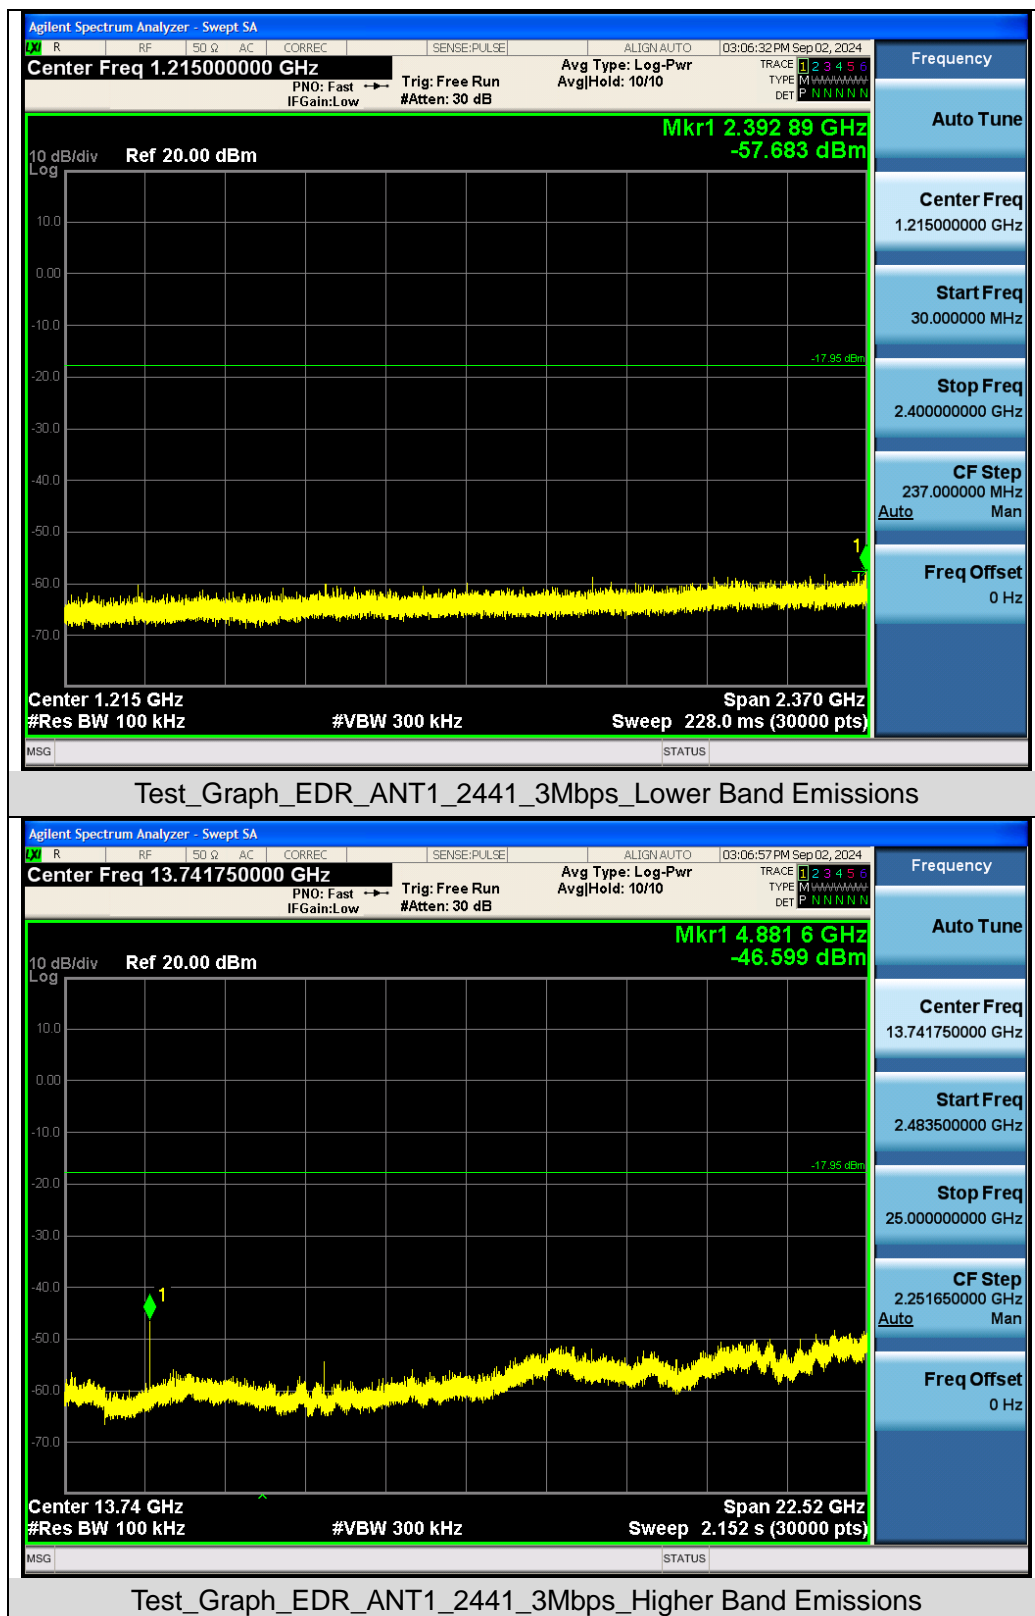 Agilent Spectrum Analyzer - Swept SA
LXI R RF 50 Ω AC CORREC SENSE:PULSE ALIGN AUTO 03:06:32 PM Sep 02, 2024
Center Freq 1.215000000 GHz
PNO: Fast
IFGain:Low
Trig: Free Run
#Atten: 30 dB
Avg Type: Log-Pwr
Avg|Hold: 10/10
TRACE 1 2 3 4 5 6
TYPE M WWWWW
DET P N N N N N
Mkr1 2.392 89 GHz
-57.683 dBm
10 dB/div Ref 20.00 dBm
Log
10.0
0.00
-10.0
-17.95 dBm
-20.0
-30.0
-40.0
-50.0
1
-60.0
-70.0
Center 1.215 GHz Span 2.370 GHz
#Res BW 100 kHz #VBW 300 kHz Sweep 228.0 ms (30000 pts)
MSG STATUS
Frequency
Auto Tune
Center Freq
1.215000000 GHz
Start Freq
30.000000 MHz
Stop Freq
2.400000000 GHz
CF Step
237.000000 MHz
Auto Man
Freq Offset
0 Hz
Test_Graph_EDR_ANT1_2441_3Mbps_Lower Band Emissions
Agilent Spectrum Analyzer - Swept SA
LXI R RF 50 Ω AC CORREC SENSE:PULSE ALIGN AUTO 03:06:57 PM Sep 02, 2024
Center Freq 13.741750000 GHz
PNO: Fast
IFGain:Low
Trig: Free Run
#Atten: 30 dB
Avg Type: Log-Pwr
Avg|Hold: 10/10
TRACE 1 2 3 4 5 6
TYPE M WWWWW
DET P N N N N N
Mkr1 4.881 6 GHz
-46.599 dBm
10 dB/div Ref 20.00 dBm
Log
10.0
0.00
-10.0
-17.95 dBm
-20.0
-30.0
-40.0
1
-50.0
-60.0
-70.0
Center 13.74 GHz Span 22.52 GHz
#Res BW 100 kHz #VBW 300 kHz Sweep 2.152 s (30000 pts)
MSG STATUS
Frequency
Auto Tune
Center Freq
13.741750000 GHz
Start Freq
2.483500000 GHz
Stop Freq
25.000000000 GHz
CF Step
2.251650000 GHz
Auto Man
Freq Offset
0 Hz
Test_Graph_EDR_ANT1_2441_3Mbps_Higher Band Emissions